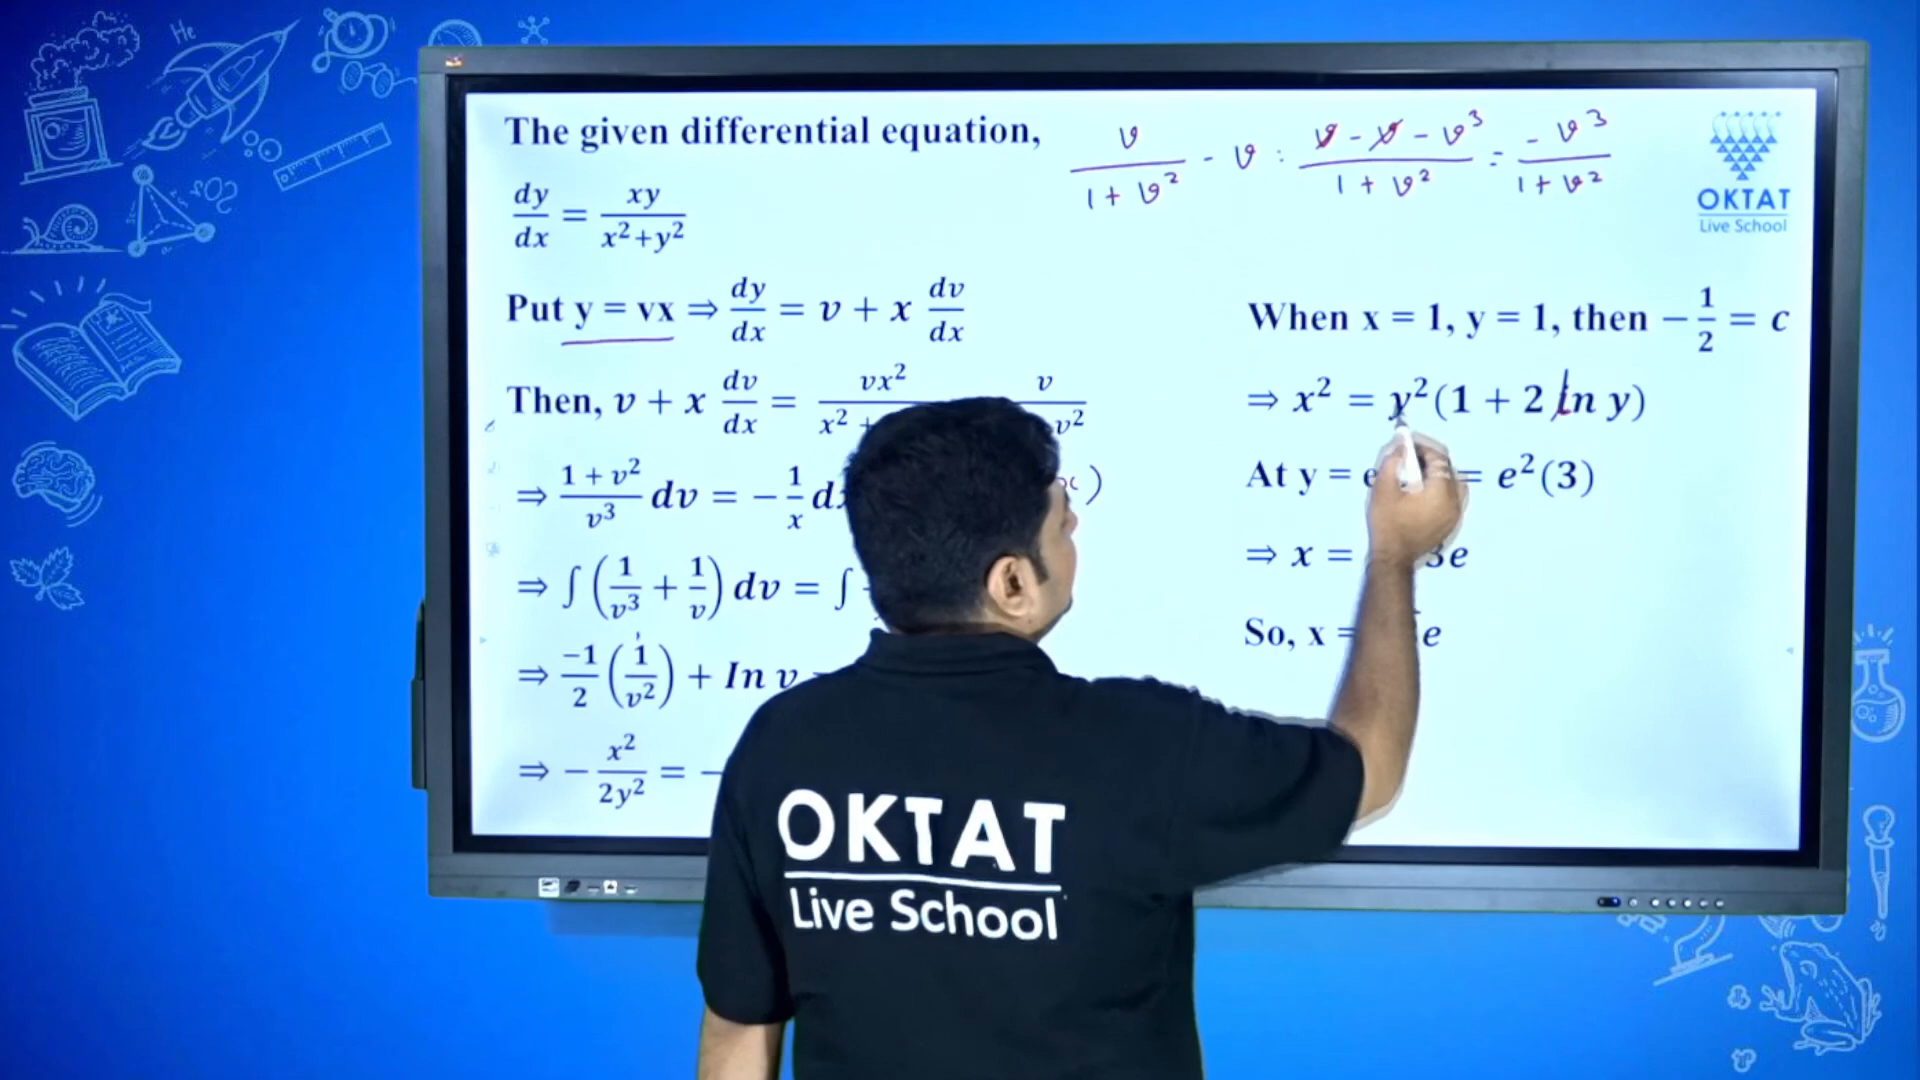 He
The given differential equation,
v/(1 + v²) - v : (v - v - v³)/(1 + v²) = (- v³)/(1 + v²)
OKTAT
Live School
dy/dx = xy/(x²+y²)
Put y = vx ⇒ dy/dx = v + x dv/dx
Then, v + x dv/dx = vx²/x² + v/v²
⇒ (1 + v²)/v³ dv = - 1/x d x )
⇒ ∫ (1/v³ + 1/v) dv = ∫
⇒ -1/2 (1/v²) + In v
⇒ - x²/2y² = -
When x = 1, y = 1, then - 1/2 = c
⇒ x² = y²(1 + 2 ln y)
At y = e = e²(3)
⇒ x = 3e
So, x = e
OKTAT
Live School